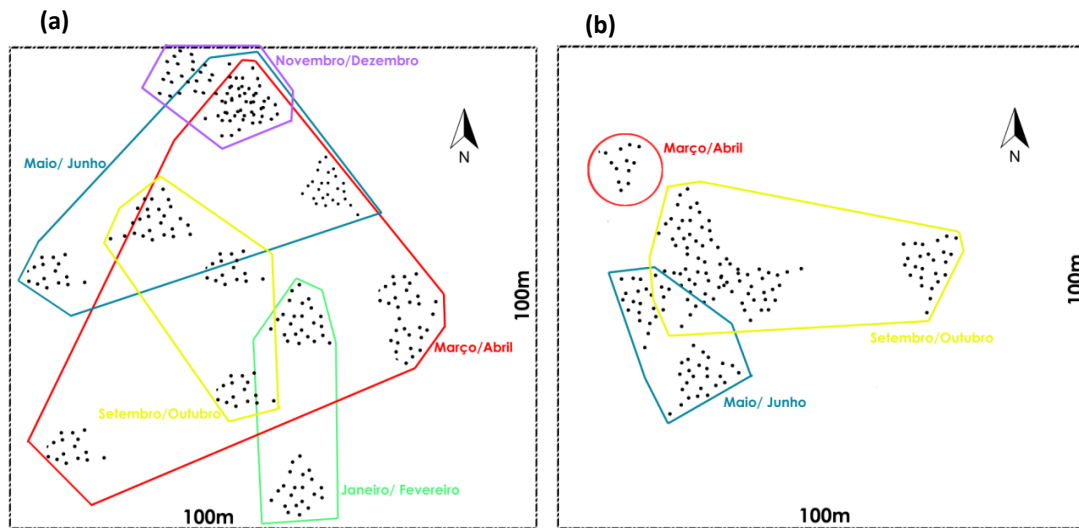 (a)
Novembro/Dezembro
N
Maio/ Junho
100m
Março/Abril
Setembro/Outubro
Janeiro/ Fevereiro
100m
(b)
N
Março/Abril
100m
Setembro/Outubro
Maio/ Junho
100m